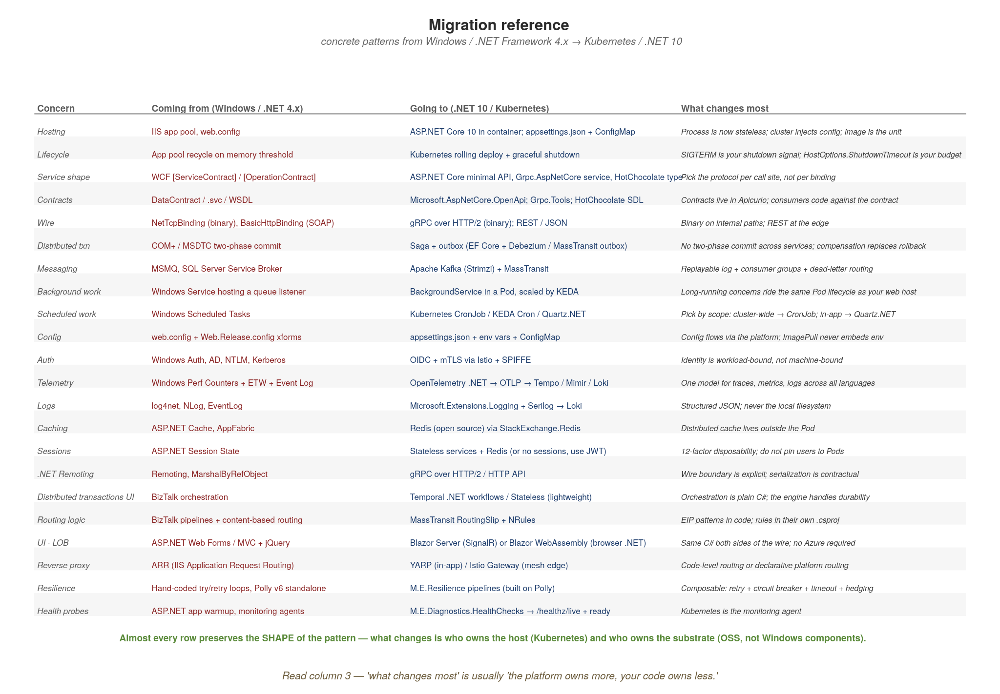 Migration reference
concrete patterns from Windows / .NET Framework 4.x → Kubernetes / .NET 10
Concern Coming from (Windows / .NET 4.x) Going to (.NET 10 / Kubernetes) What changes most
Hosting IIS app pool, web.config ASP.NET Core 10 in container; appsettings.json + ConfigMap Process is now stateless; cluster injects config; image is the unit
Lifecycle App pool recycle on memory threshold Kubernetes rolling deploy + graceful shutdown SIGTERM is your shutdown signal; HostOptions.ShutdownTimeout is your budget
Service shape WCF [ServiceContract] / [OperationContract] ASP.NET Core minimal API, Grpc.AspNetCore service, HotChocolate type Pick the protocol per call site, not per binding
Contracts DataContract / .svc / WSDL Microsoft.AspNetCore.OpenApi; Grpc.Tools; HotChocolate SDL Contracts live in Apicurio; consumers code against the contract
Wire NetTcpBinding (binary), BasicHttpBinding (SOAP) gRPC over HTTP/2 (binary); REST / JSON Binary on internal paths; REST at the edge
Distributed txn COM+ / MSDTC two-phase commit Saga + outbox (EF Core + Debezium / MassTransit outbox) No two-phase commit across services; compensation replaces rollback
Messaging MSMQ, SQL Server Service Broker Apache Kafka (Strimzi) + MassTransit Replayable log + consumer groups + dead-letter routing
Background work Windows Service hosting a queue listener BackgroundService in a Pod, scaled by KEDA Long-running concerns ride the same Pod lifecycle as your web host
Scheduled work Windows Scheduled Tasks Kubernetes CronJob / KEDA Cron / Quartz.NET Pick by scope: cluster-wide → CronJob; in-app → Quartz.NET
Config web.config + Web.Release.config xforms appsettings.json + env vars + ConfigMap Config flows via the platform; ImagePull never embeds env
Auth Windows Auth, AD, NTLM, Kerberos OIDC + mTLS via Istio + SPIFFE Identity is workload-bound, not machine-bound
Telemetry Windows Perf Counters + ETW + Event Log OpenTelemetry .NET → OTLP → Tempo / Mimir / Loki One model for traces, metrics, logs across all languages
Logs log4net, NLog, EventLog Microsoft.Extensions.Logging + Serilog → Loki Structured JSON; never the local filesystem
Caching ASP.NET Cache, AppFabric Redis (open source) via StackExchange.Redis Distributed cache lives outside the Pod
Sessions ASP.NET Session State Stateless services + Redis (or no sessions, use JWT) 12-factor disposability; do not pin users to Pods
.NET Remoting Remoting, MarshalByRefObject gRPC over HTTP/2 / HTTP API Wire boundary is explicit; serialization is contractual
Distributed transactions UI BizTalk orchestration Temporal .NET workflows / Stateless (lightweight) Orchestration is plain C#; the engine handles durability
Routing logic BizTalk pipelines + content-based routing MassTransit RoutingSlip + NRules EIP patterns in code; rules in their own .csproj
UI · LOB ASP.NET Web Forms / MVC + jQuery Blazor Server (SignalR) or Blazor WebAssembly (browser .NET) Same C# both sides of the wire; no Azure required
Reverse proxy ARR (IIS Application Request Routing) YARP (in-app) / Istio Gateway (mesh edge) Code-level routing or declarative platform routing
Resilience Hand-coded try/retry loops, Polly v6 standalone M.E.Resilience pipelines (built on Polly) Composable: retry + circuit breaker + timeout + hedging
Health probes ASP.NET app warmup, monitoring agents M.E.Diagnostics.HealthChecks → /healthz/live + ready Kubernetes is the monitoring agent
Almost every row preserves the SHAPE of the pattern — what changes is who owns the host (Kubernetes) and who owns the substrate (OSS, not Windows components).
Read column 3 — 'what changes most' is usually 'the platform owns more, your code owns less.'